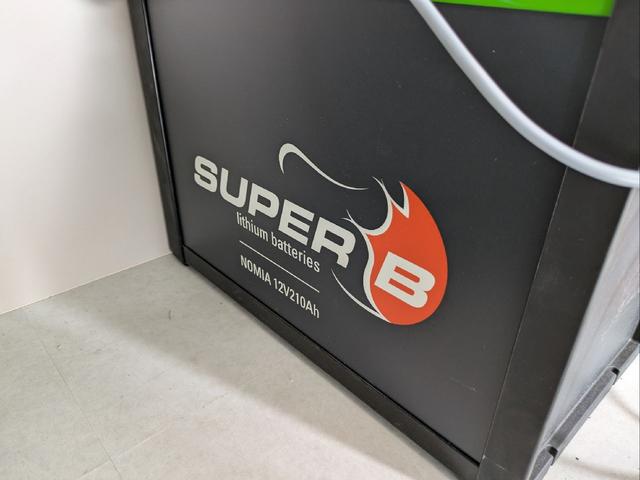 SUPER B
lithium batteries
NOMIA 12V210Ah